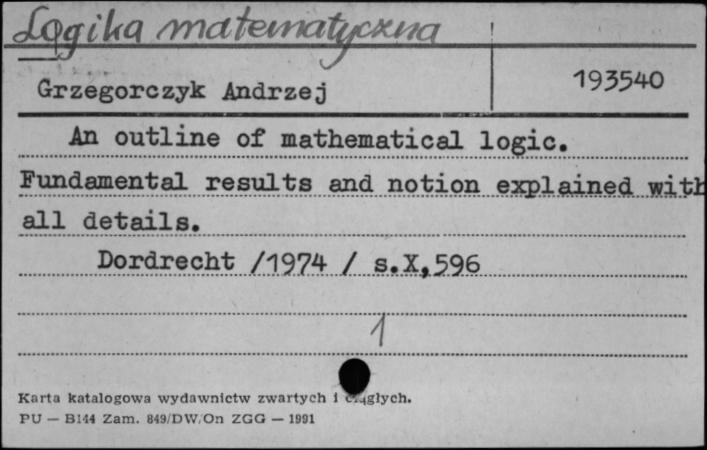 Logika matematyczna
Grzegorczyk Andrzej
193540
An outline of mathematical logic.
Fundamental results and notion explained with
all details.
Dordrecht /1974 / s.X,596
1
Karta katalogowa wydawnictw zwartych i ciągłych.
PU — B144 Zam. 849/DW/On ZGG — 1991